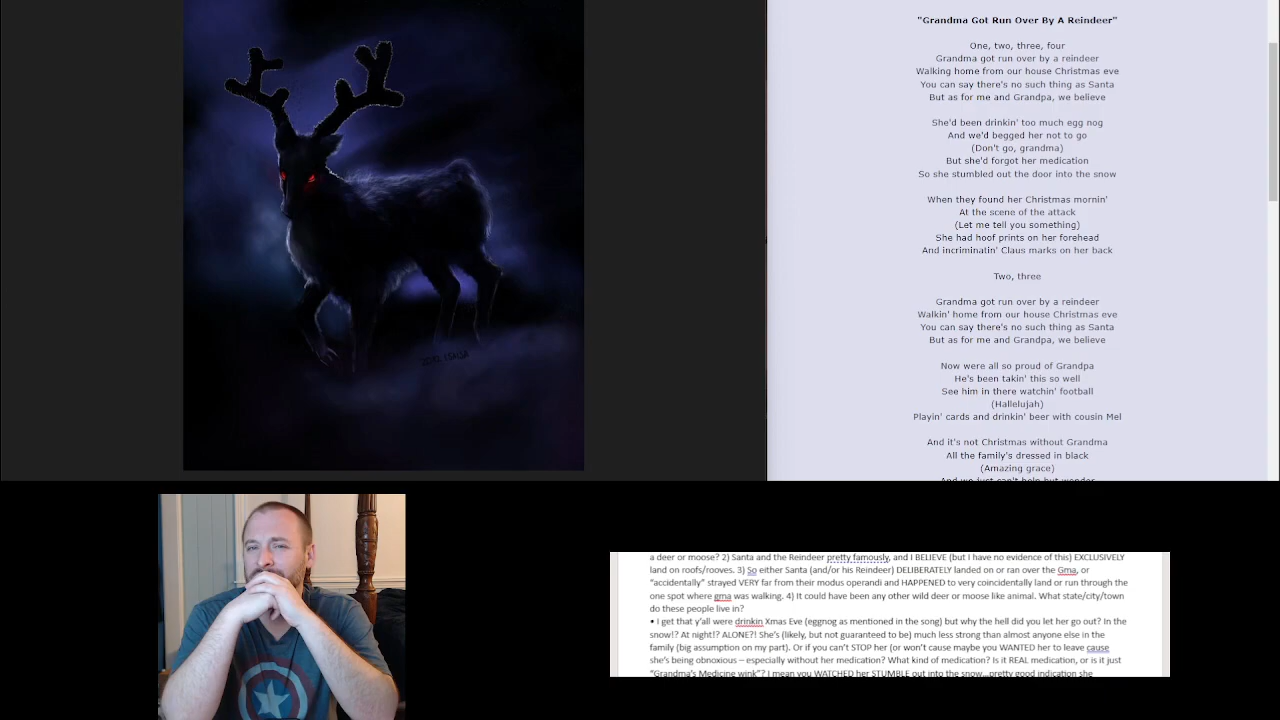 "Grandma Got Run Over By A Reindeer"
One, two, three, four
Grandma got run over by a reindeer
Walking home from our house Christmas eve
You can say there's no such thing as Santa
But as for me and Grandpa, we believe
She'd been drinkin' too much egg nog
And we'd begged her not to go
(Don't go, grandma)
But she'd forgot her medication
So she stumbled out the door into the snow
When they found her Christmas mornin'
At the scene of the attack
(Let me tell you something)
She had hoof prints on her forehead
And incriminatin' Claus marks on her back
Two, three
Grandma got run over by a reindeer
Walkin' home from our house Christmas eve
You can say there's no such thing as Santa
But as for me and Grandpa, we believe
Now were all so proud of Grandpa
He's been takin' this so well
See him in there watchin' football
(Hallelujah)
Playin' cards and drinkin' beer with cousin Mel
And it's not Christmas without Grandma
All the family's dressed in black
(Amazing grace)
And we just can't help but wonder
a deer or moose? 2) Santa and the Reindeer pretty famously, and I BELIEVE (but I have no evidence of this) EXCLUSIVELY
land on roofs/rooves. 3) So either Santa (and/or his Reindeer) DELIBERATELY landed on or ran over the Gma, or
"accidentally" strayed VERY far from their modus operandi and HAPPENED to very coincidentally land or run through the
one spot where gma was walking. 4) It could have been any other wild deer or moose like animal. What state/city/town
do these people live in?
• I get that y'all were drinkin Xmas Eve (eggnog as mentioned in the song) but why the hell did you let her go out? In the
snow!? At night!? ALONE?! She's (likely, but not guaranteed to be) much less strong than almost anyone else in the
family (big assumption on my part). Or if you can't STOP her (or won't cause maybe you WANTED her to leave cause
she's being obnoxious – especially without her medication? What kind of medication? Is it REAL medication, or is it just
"Grandma's Medicine wink"? I mean you WATCHED her STUMBLE out into the snow...pretty good indication she